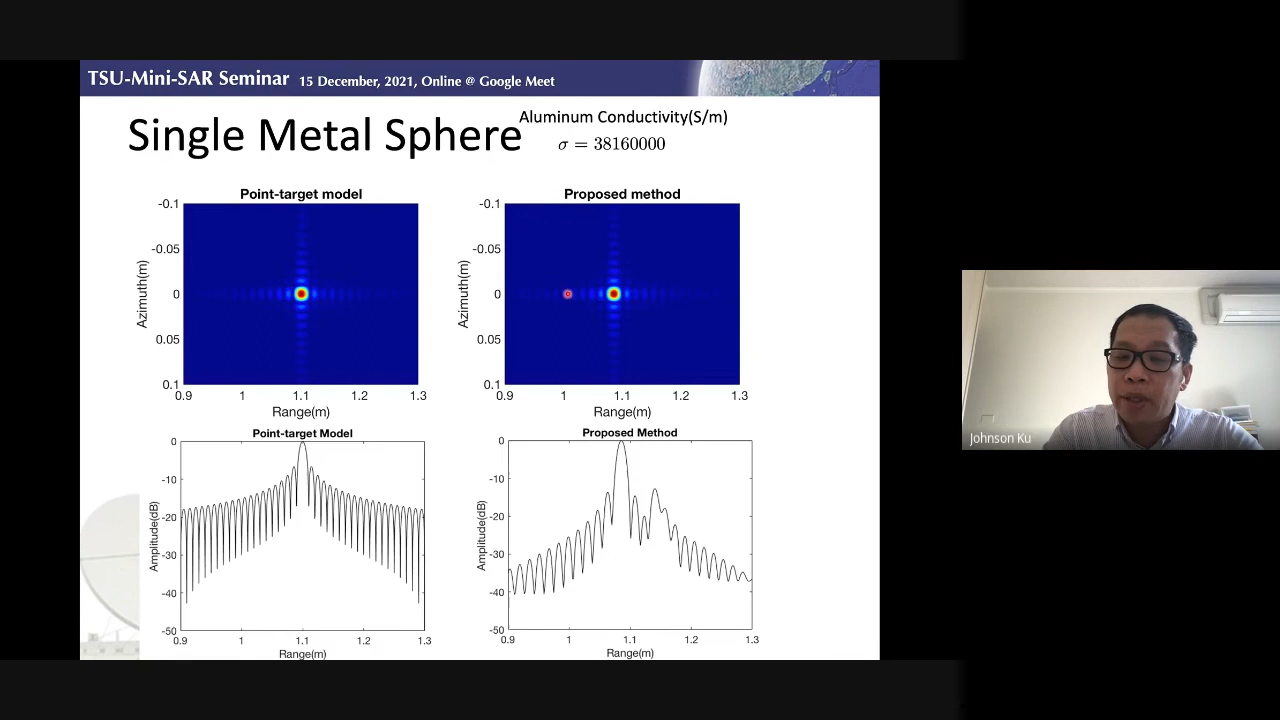 TSU-Mini-SAR Seminar 15 December, 2021, Online @ Google Meet
Single Metal Sphere
Aluminum Conductivity(S/m)
σ = 38160000
Point-target model
Proposed method
-0.1
-0.05
0
0.05
0.1
Azimuth(m)
0.9 1 1.1 1.2 1.3
Range(m)
-0.1
-0.05
0
0.05
0.1
Azimuth(m)
0.9 1 1.1 1.2 1.3
Range(m)
Point-target Model
0
-10
-20
-30
-40
-50
Amplitude(dB)
0.9 1 1.1 1.2 1.3
Range(m)
Proposed Method
0
-10
-20
-30
-40
-50
Amplitude(dB)
0.9 1 1.1 1.2 1.3
Range(m)
Johnson Ku